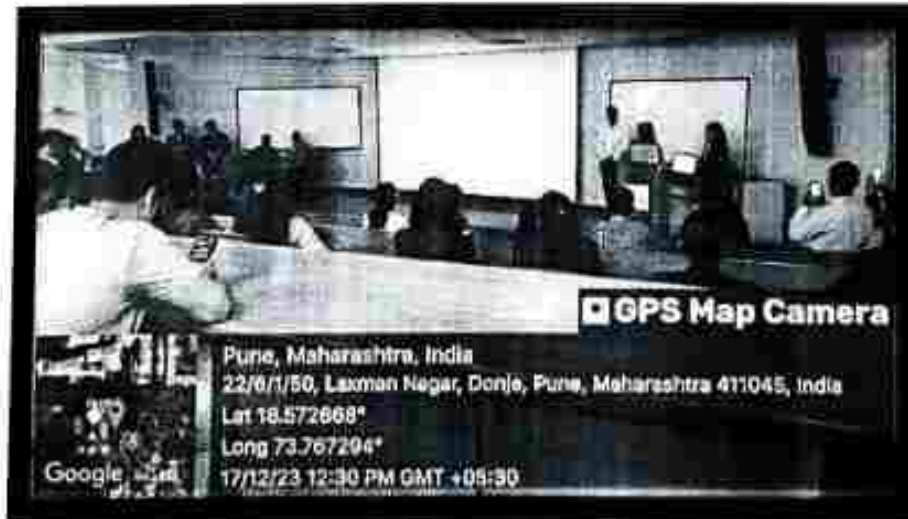 GPS Map Camera
Pune, Maharashtra, India
22/6/1/50, Laxman Nagar, Donje, Pune, Maharashtra 411045, India
Lat 18.572668°
Long 73.767294°
Google
17/12/23 12:30 PM GMT +05:30